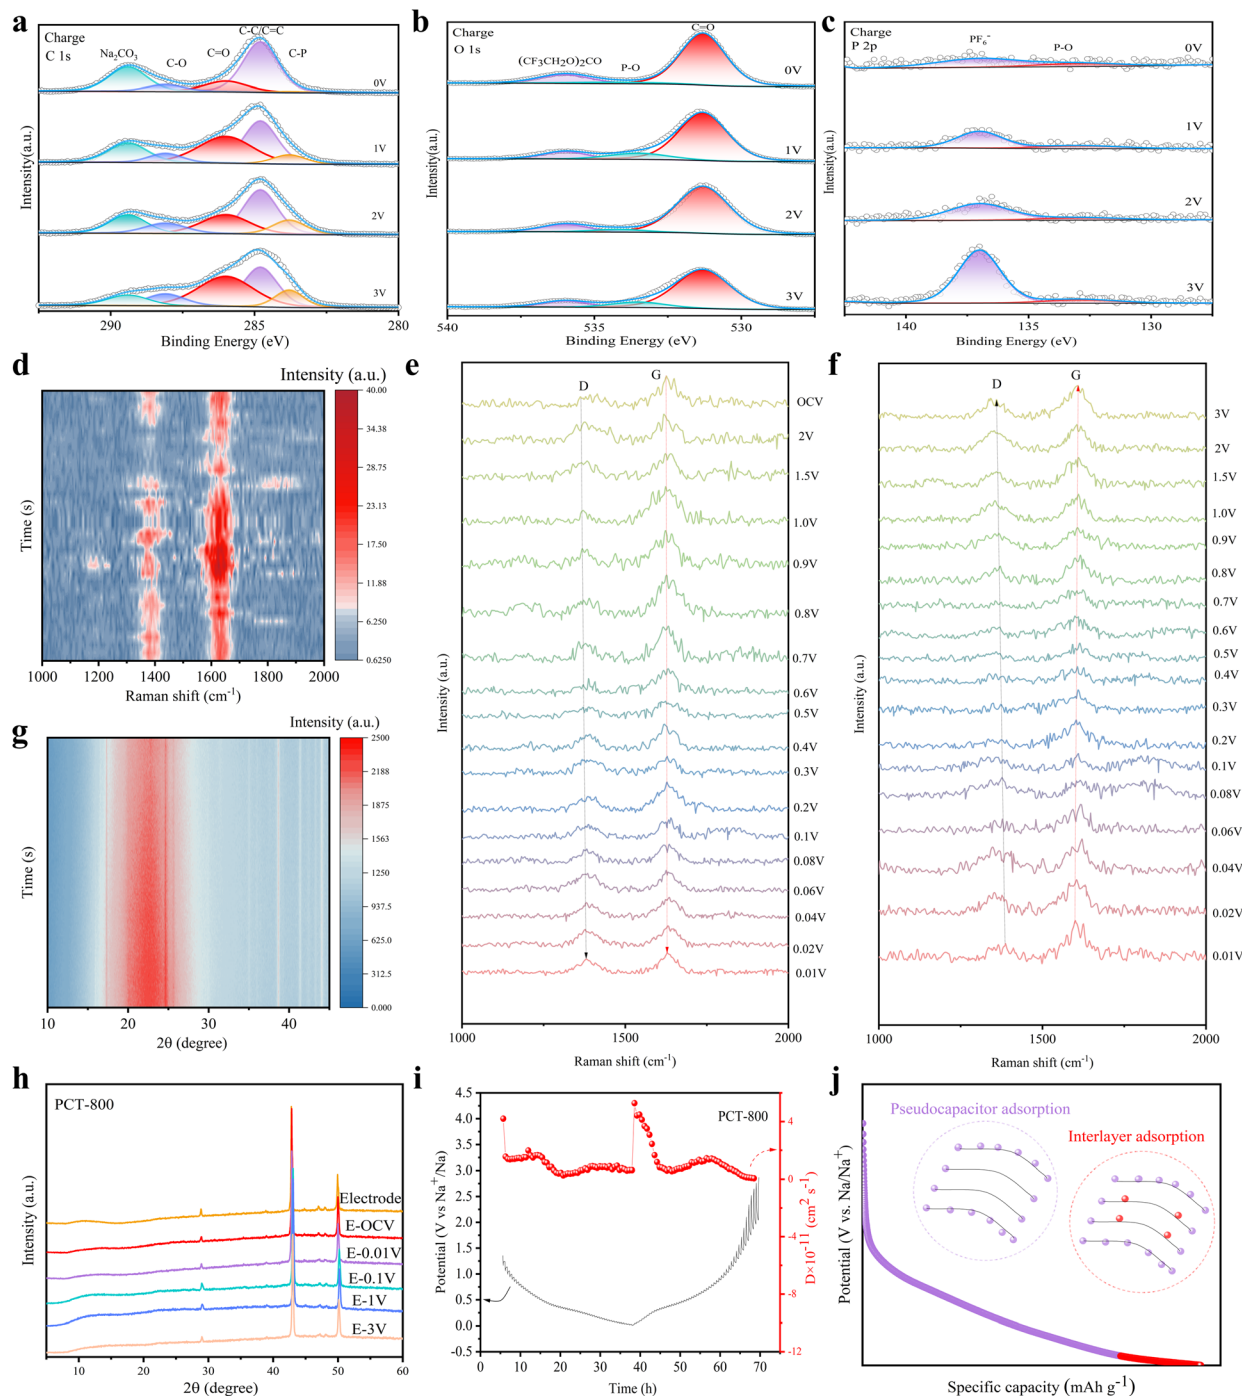 a
Charge
C 1s
Na₂CO₃
C-O
C=O
C-C/C=C
C-P
0V
1V
2V
3V
Intensity(a.u.)
290
285
280
Binding Energy (eV)
b
Charge
O 1s
(CF3CH2O)2CO
P-O
C=O
0V
1V
2V
3V
Intensity(a.u.)
540
535
530
Binding Energy (eV)
c
Charge
P 2p
PF₆⁻
P-O
0V
1V
2V
3V
Intensity(a.u.)
140
135
130
Binding Energy (eV)
d
Intensity (a.u.)
40.00
34.38
28.75
23.13
17.50
11.88
6.250
0.6250
Time (s)
1000
1200
1400
1600
1800
2000
Raman shift (cm⁻¹)
e
D
G
OCV
2V
1.5V
1.0V
0.9V
0.8V
0.7V
0.6V
0.5V
0.4V
0.3V
0.2V
0.1V
0.08V
0.06V
0.04V
0.02V
0.01V
Intensity (a.u.)
1000
1500
2000
Raman shift (cm⁻¹)
f
D
G
3V
2V
1.5V
1.0V
0.9V
0.8V
0.7V
0.6V
0.5V
0.4V
0.3V
0.2V
0.1V
0.08V
0.06V
0.04V
0.02V
0.01V
Intensity (a.u.)
1000
1500
2000
Raman shift (cm⁻¹)
g
Intensity (a.u.)
2500
2188
1875
1563
1250
937.5
625.0
312.5
0.000
Time (s)
10
20
30
40
2θ (degree)
h
PCT-800
Electrode
E-OCV
E-0.01V
E-0.1V
E-1V
E-3V
Intensity (a.u.)
10
20
30
40
50
60
2θ (degree)
i
PCT-800
4.5
4.0
3.5
3.0
2.5
2.0
1.5
1.0
0.5
0.0
-0.5
Potential (V vs Na⁺/Na)
0
10
20
30
40
50
60
70
80
Time (h)
4
0
-4
-8
-12
D×10⁻¹¹ (cm² s⁻¹)
j
Pseudocapacitor adsorption
Interlayer adsorption
Potential (V vs. Na/Na⁺)
Specific capacity (mAh g⁻¹)